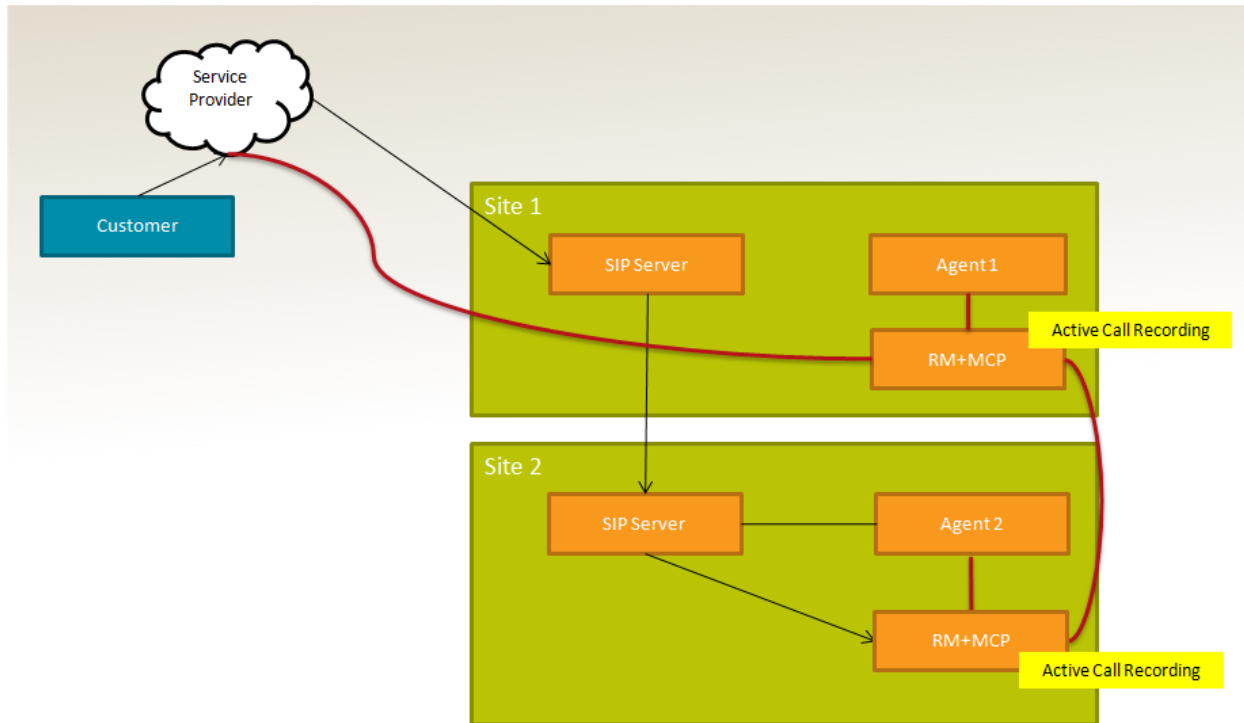 Service
Provider
Customer
Site 1
SIP Server
Agent 1
Active Call Recording
RM+MCP
Site 2
SIP Server
Agent 2
RM+MCP
Active Call Recording